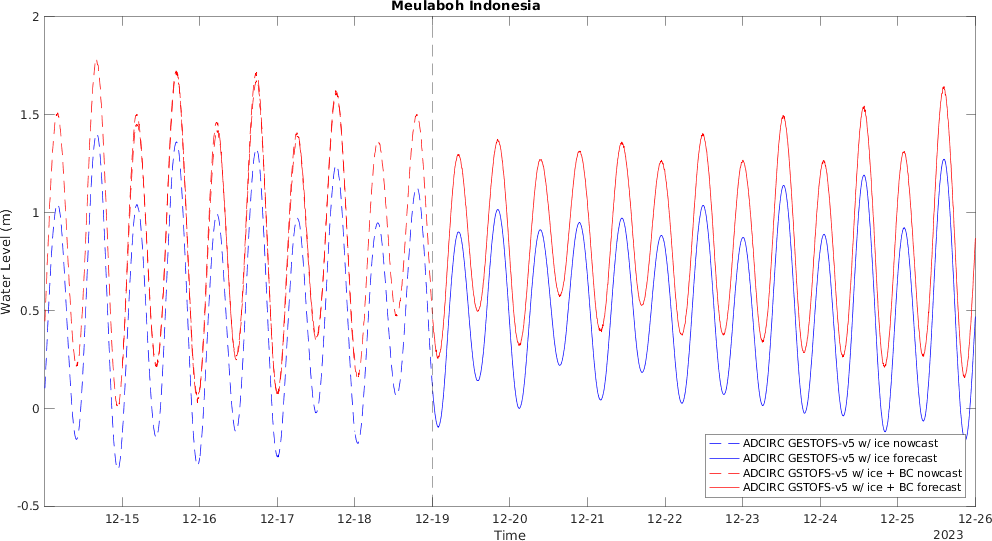 Meulaboh Indonesia
2
1.5
1
0.5
0
-0.5
Water Level (m)
12-15
12-16
12-17
12-18
12-19
12-20
12-21
12-22
12-23
12-24
12-25
12-26
Time
2023
ADCIRC GESTOFS-v5 w/ ice nowcast
ADCIRC GESTOFS-v5 w/ ice forecast
ADCIRC GSTOFS-v5 w/ ice + BC nowcast
ADCIRC GSTOFS-v5 w/ ice + BC forecast